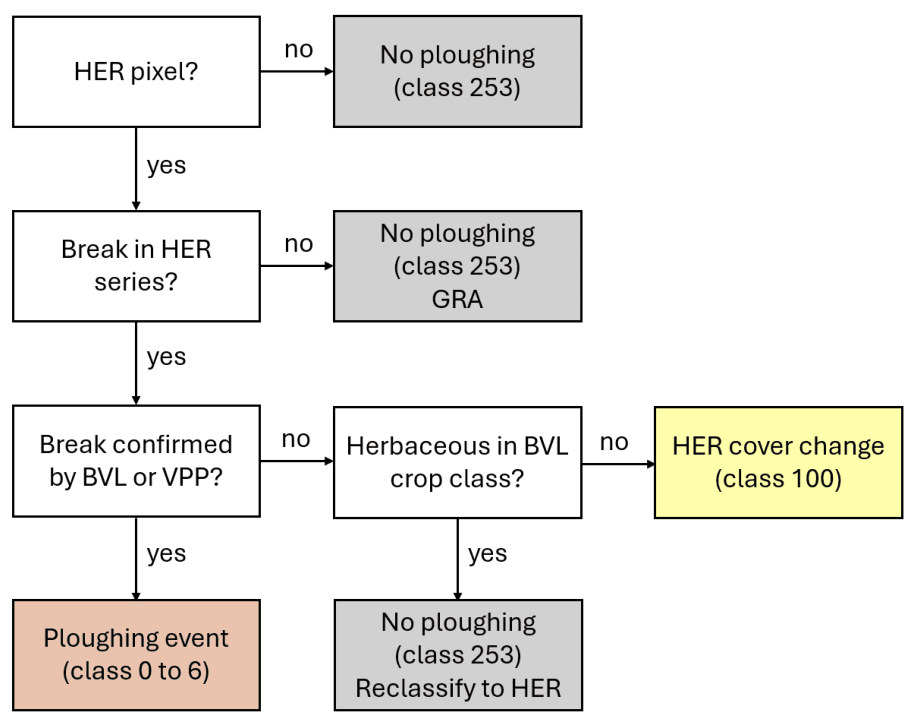 HER pixel?
no
No ploughing
(class 253)
yes
Break in HER
series?
no
No ploughing
(class 253)
GRA
yes
Break confirmed
by BVL or VPP?
no
Herbaceous in BVL
crop class?
no
HER cover change
(class 100)
yes
yes
Ploughing event
(class 0 to 6)
No ploughing
(class 253)
Reclassify to HER